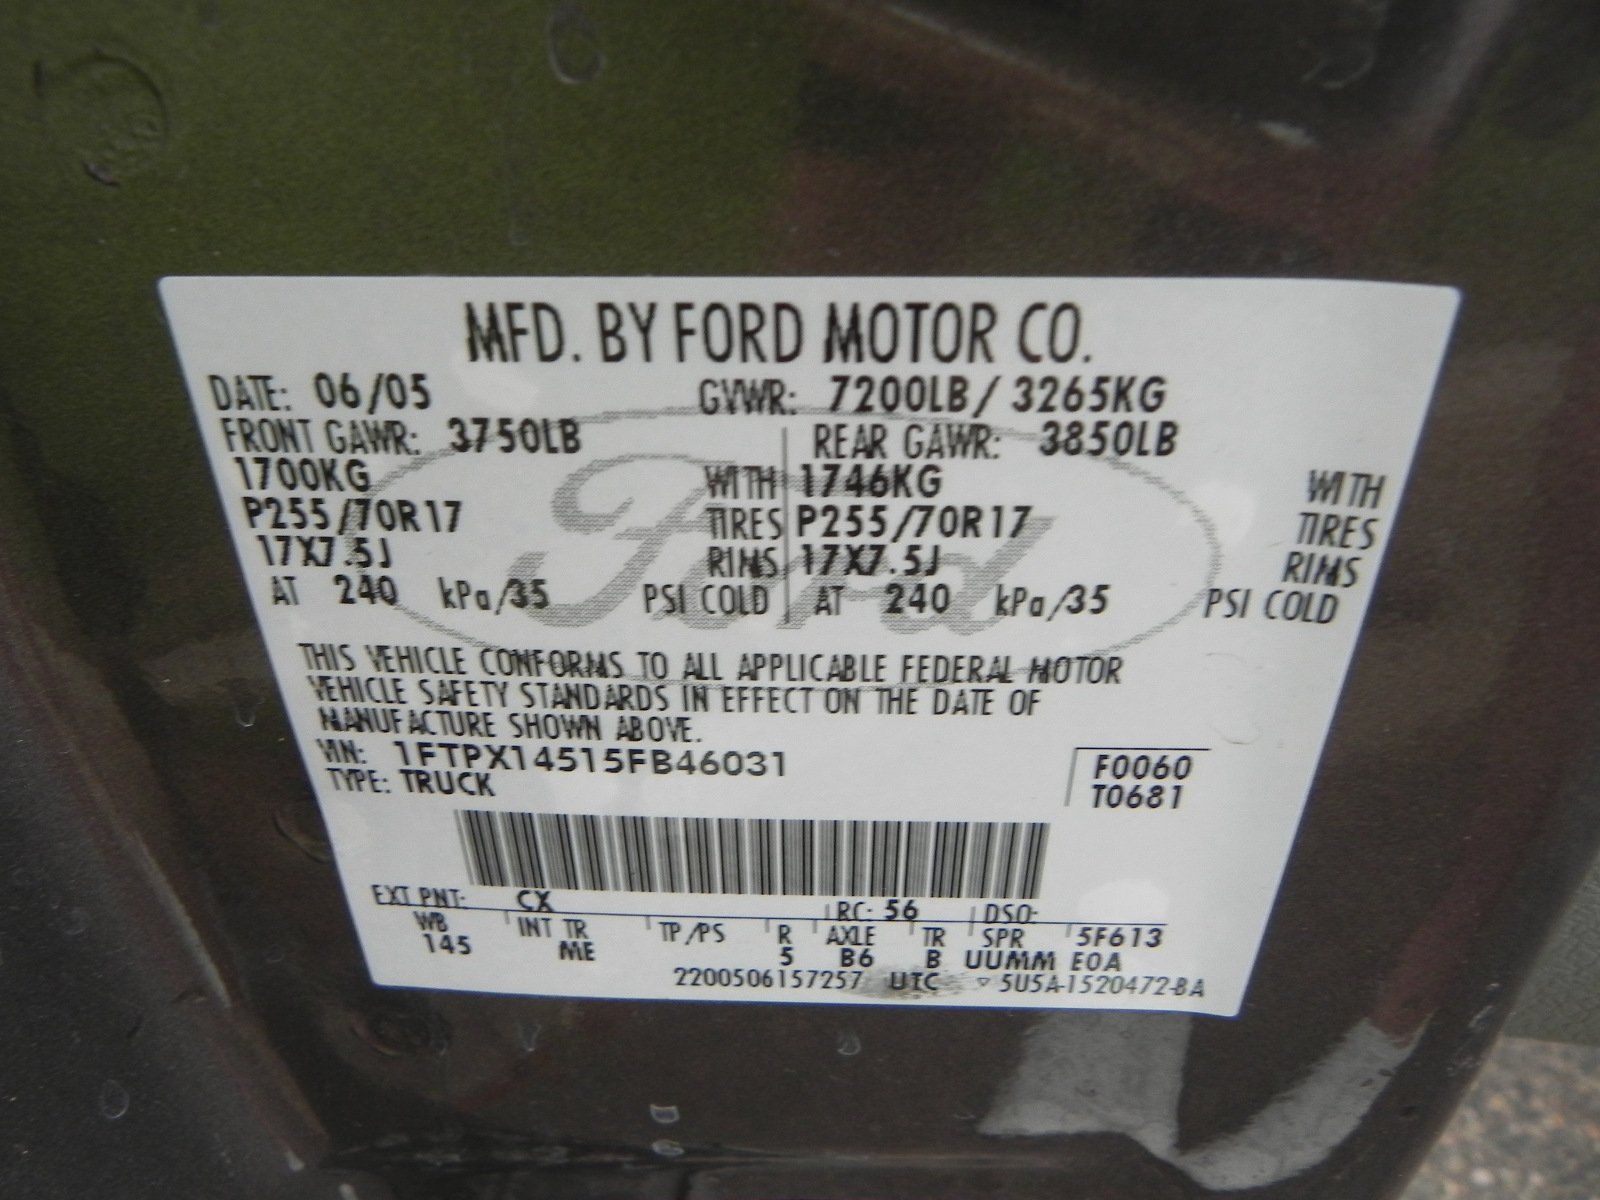 MFD. BY FORD MOTOR CO.
DATE: 06/05 GVWR: 7200LB / 3265KG
FRONT GAWR: 3750LB REAR GAWR: 3850LB
1700KG WITH 1746KG WITH
P255/70R17 TIRES P255/70R17 TIRES
17X7.5J RIMS 17X7.5J RIMS
AT 240 kPa/35 PSI COLD AT 240 kPa/35 PSI COLD
Ford
THIS VEHICLE CONFORMS TO ALL APPLICABLE FEDERAL MOTOR
VEHICLE SAFETY STANDARDS IN EFFECT ON THE DATE OF
MANUFACTURE SHOWN ABOVE.
VIN: 1FTPX14515FB46031 F0060
TYPE: TRUCK T0681
EXT PNT: CX RC: 56 DSO:
WB INT TR TP/PS R AXLE TR SPR 5F613
145 ME 5 B6 B UUMM E0A
2200506157257 UTC ▽ 5U5A-1520472-BA